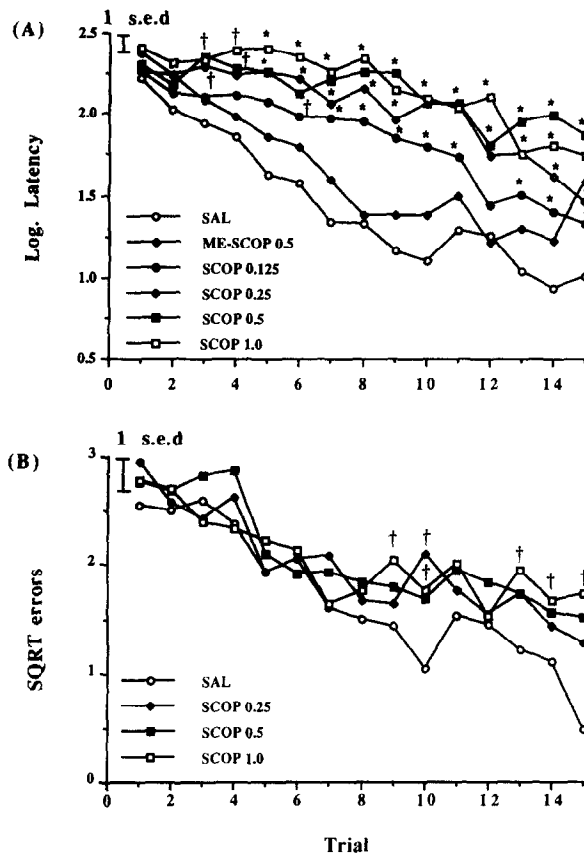 1 s.e.d
(A)
2.5
2.0
1.5
1.0
0.5
Log. Latency
SAL
ME-SCOP 0.5
SCOP 0.125
SCOP 0.25
SCOP 0.5
SCOP 1.0
† † * * * * * * * * * * * *
0 2 4 6 8 10 12 14
1 s.e.d
(B)
3
2
1
0
SQRT errors
SAL
SCOP 0.25
SCOP 0.5
SCOP 1.0
† † † † † †
0 2 4 6 8 10 12 14
Trial